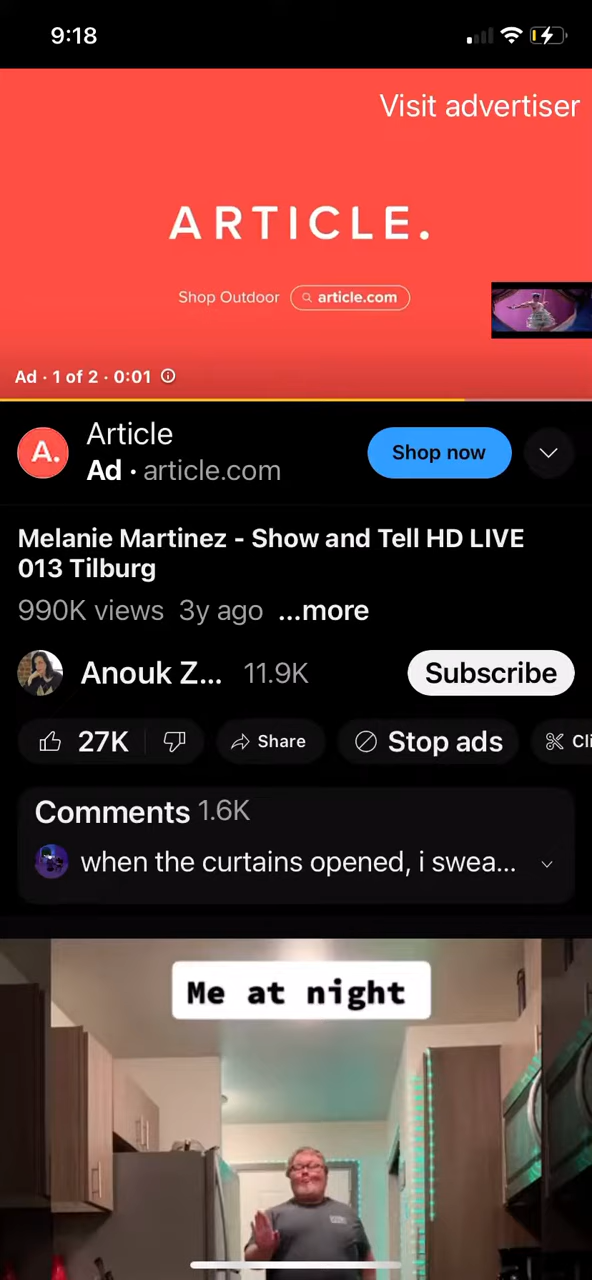 9:18
Visit advertiser
ARTICLE.
Shop Outdoor article.com
Ad · 1 of 2 · 0:01
A. Article
Ad · article.com
Shop now
Melanie Martinez - Show and Tell HD LIVE
013 Tilburg
990K views 3y ago ...more
Anouk Z... 11.9K Subscribe
27K Share Stop ads Cli
Comments 1.6K
when the curtains opened, i swea...
Me at night